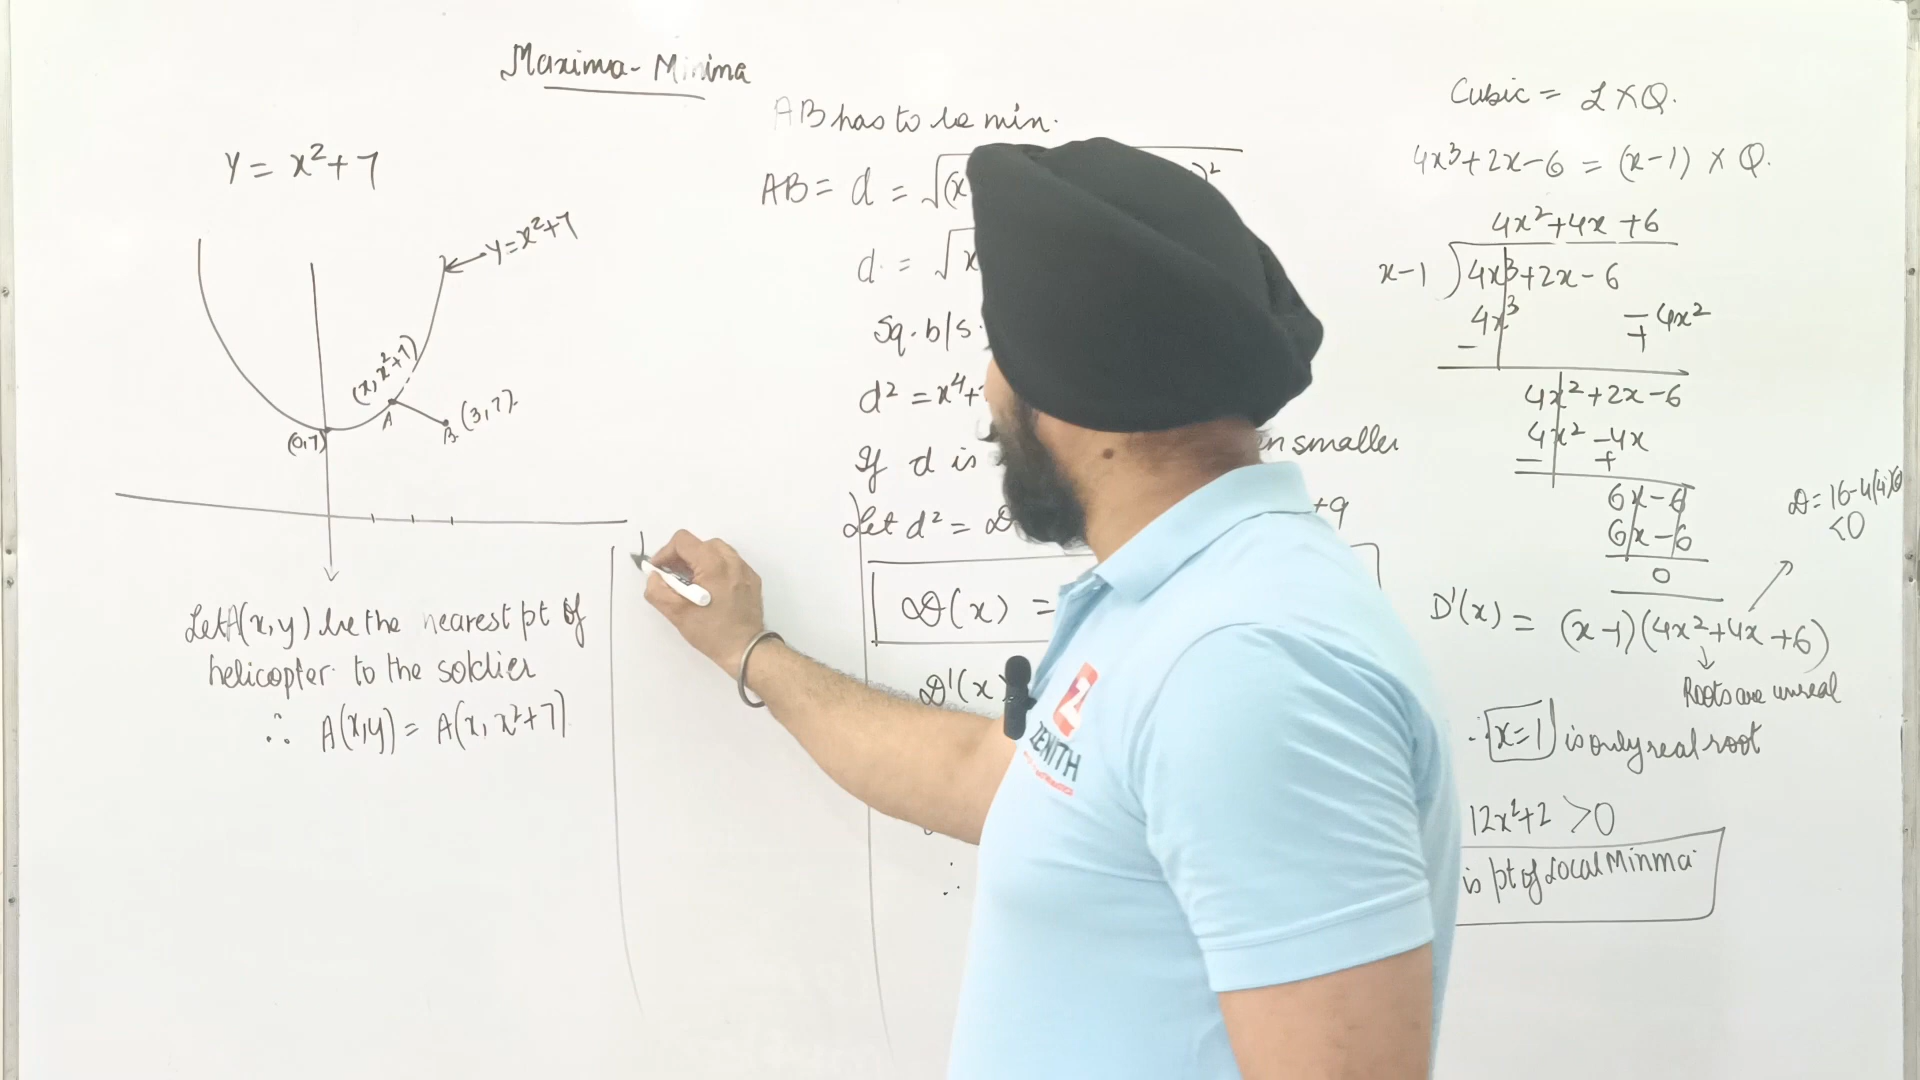 Maxima - Minima
Y = x² + 7
Y = x² + 7
(x, x² + 7)
A
B (3, 7)
(0, 7)
Let A(x, y) be the nearest pt of
helicopter to the soldier
∴ A(x, y) = A(x, x² + 7)
AB has to be min.
AB = d = √(x )²
d = √x
Sq. b/s.
d² = x⁴ +
If d is n smaller
Let d² = D +9
D(x) =
D'(x)
∴
Cubic = L × Q.
4x³ + 2x - 6 = (x - 1) × Q.
4x² + 4x + 6
x - 1 ) 4x³ + 2x - 6
4x³ - 4x²
- +
4x² + 2x - 6
4x² - 4x
- +
6x - 6
6x - 6
0
D = 16 - 4(4)(6)
< 0
D'(x) = (x - 1)(4x² + 4x + 6)
Roots are unreal
∴ x = 1 is only real root
12x² + 2 > 0
is pt of Local Minma
ZENITH